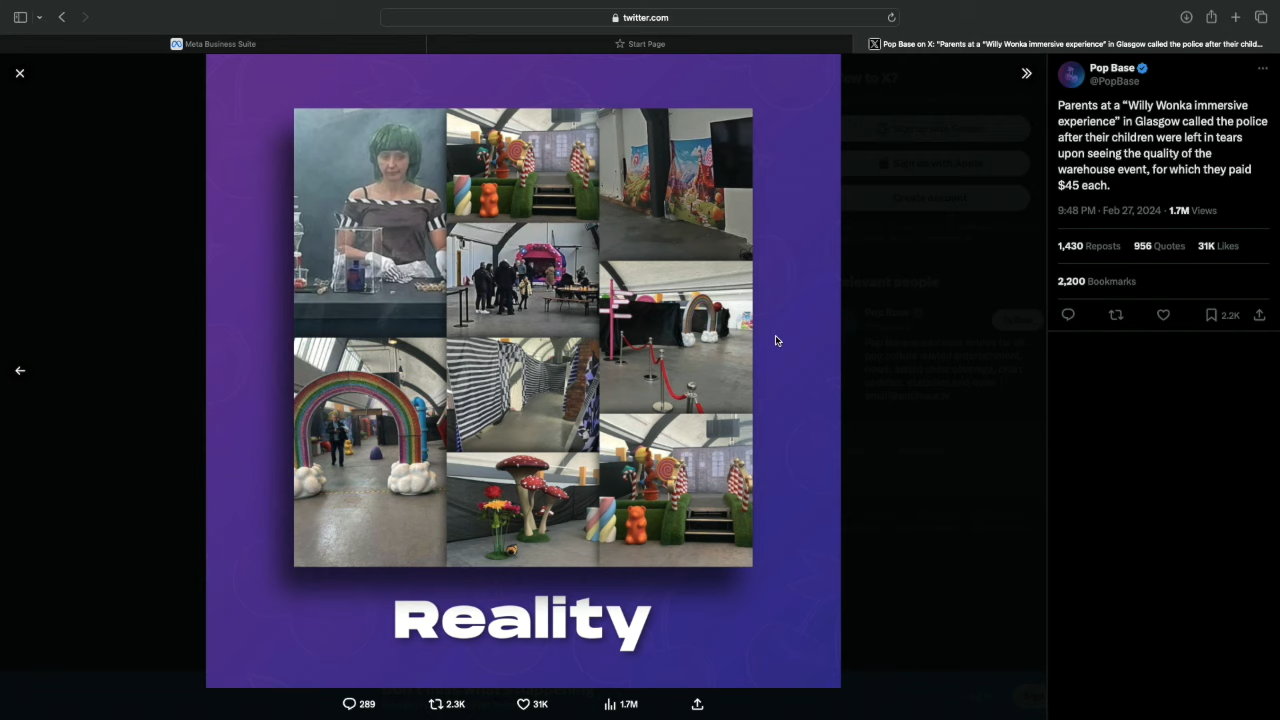 twitter.com
Meta Business Suite
Start Page
Pop Base on X: "Parents at a “Willy Wonka immersive experience” in Glasgow called the police after their child...
Pop Base
@PopBase
Parents at a “Willy Wonka immersive
experience” in Glasgow called the police
after their children were left in tears
upon seeing the quality of the
warehouse event, for which they paid
$45 each.
9:48 PM · Feb 27, 2024 · 1.7M Views
1,430 Reposts 956 Quotes 31K Likes
2,200 Bookmarks
2.2K
Reality
289 2.3K 31K 1.7M